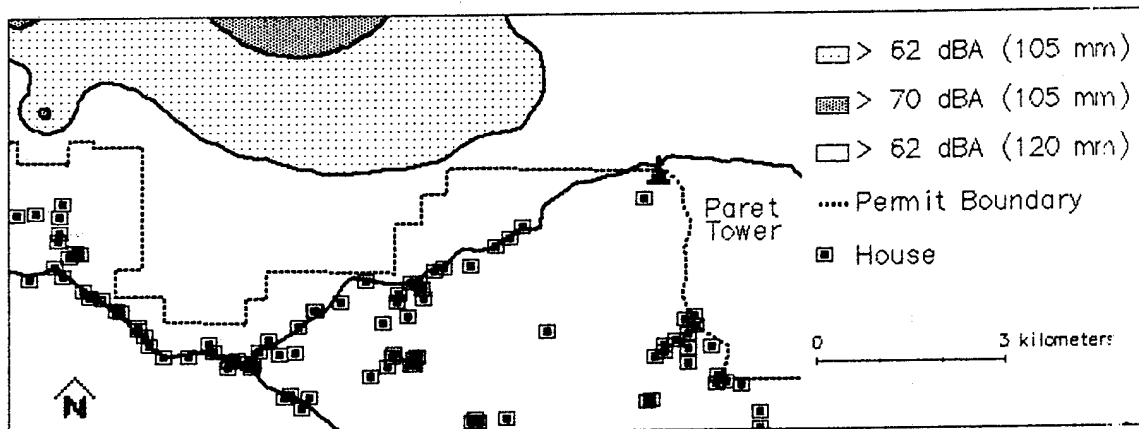 > 62 dBA (105 mm)
> 70 dBA (105 mm)
> 62 dBA (120 mm)
Permit Boundary
House
Paret
Tower
0 3 kilometers
N